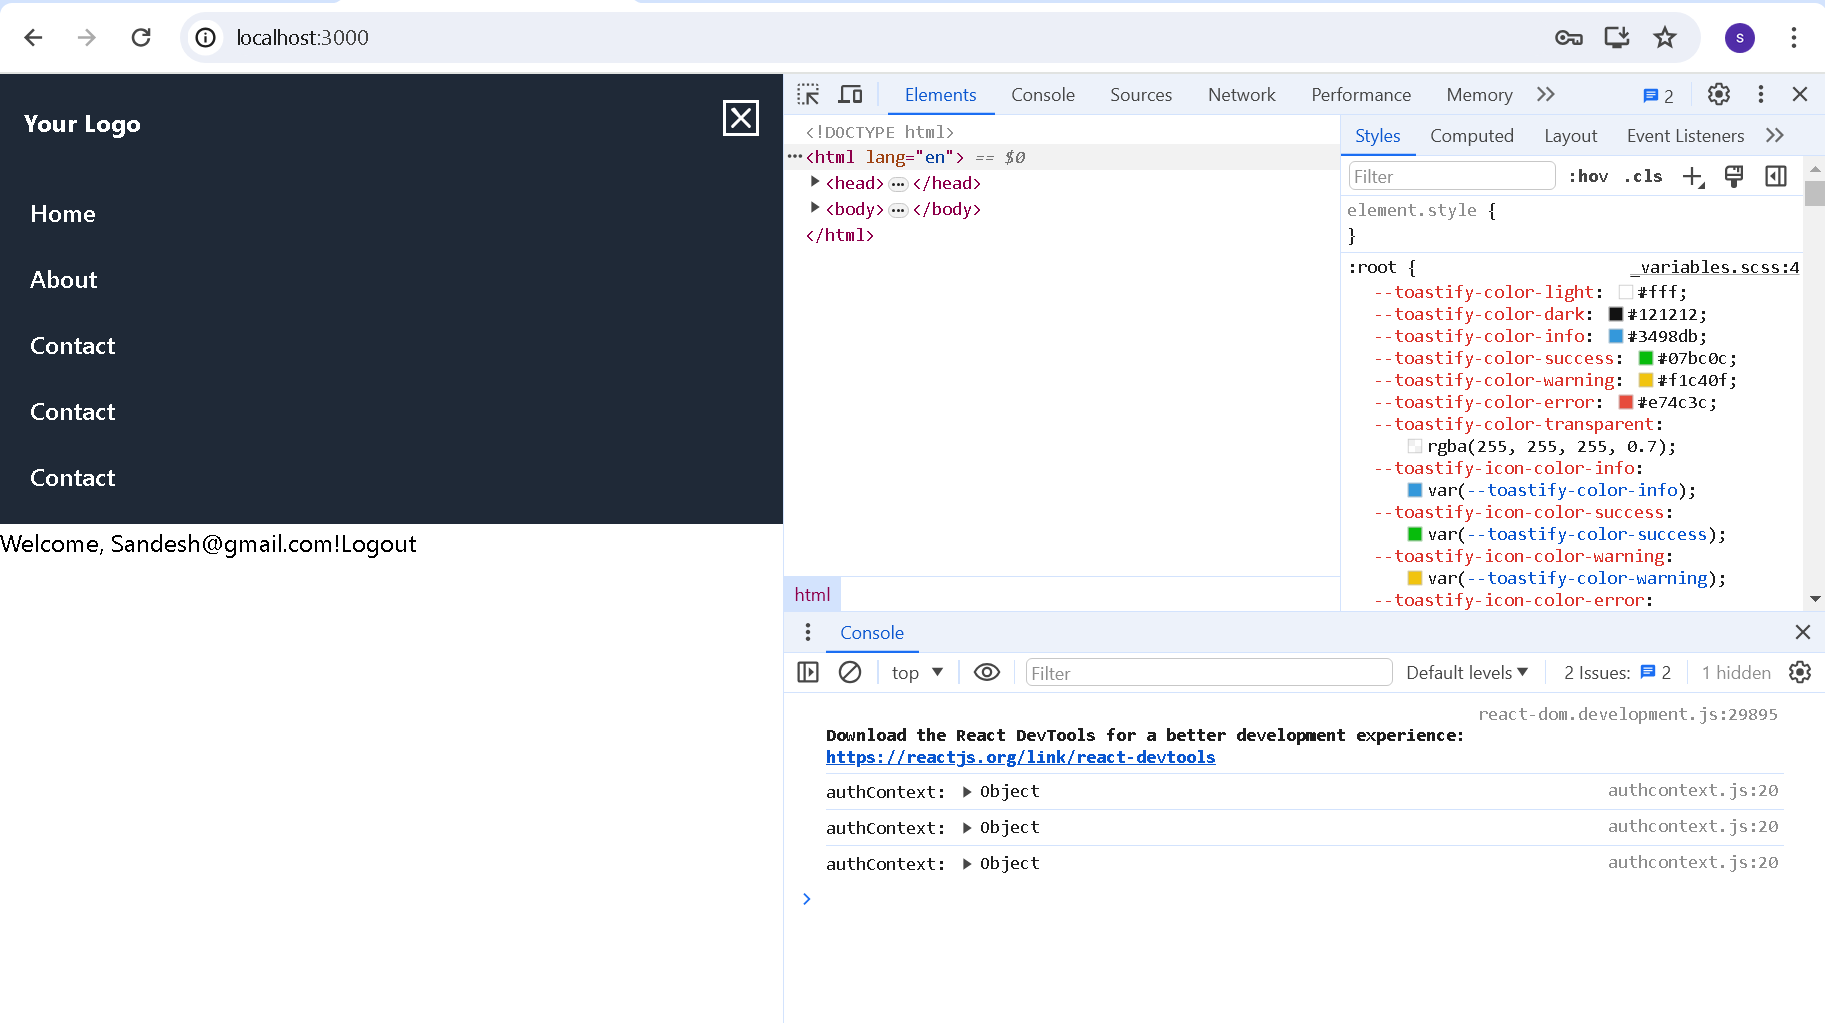 localhost:3000
s
Your Logo
Home
About
Contact
Contact
Contact
Welcome, Sandesh@gmail.com!Logout
Elements
Console
Sources
Network
Performance
Memory
2
<!DOCTYPE html>
<html lang="en"> == $0
<head> ... </head>
<body> ... </body>
</html>
html
Styles
Computed
Layout
Event Listeners
Filter
:hov
.cls
element.style {
}
:root {
_variables.scss:4
--toastify-color-light: #fff;
--toastify-color-dark: #121212;
--toastify-color-info: #3498db;
--toastify-color-success: #07bc0c;
--toastify-color-warning: #f1c40f;
--toastify-color-error: #e74c3c;
--toastify-color-transparent:
rgba(255, 255, 255, 0.7);
--toastify-icon-color-info:
var(--toastify-color-info);
--toastify-icon-color-success:
var(--toastify-color-success);
--toastify-icon-color-warning:
var(--toastify-color-warning);
--toastify-icon-color-error:
Console
top
Filter
Default levels
2 Issues: 2
1 hidden
react-dom.development.js:29895
Download the React DevTools for a better development experience:
https://reactjs.org/link/react-devtools
authContext: Object authcontext.js:20
authContext: Object authcontext.js:20
authContext: Object authcontext.js:20